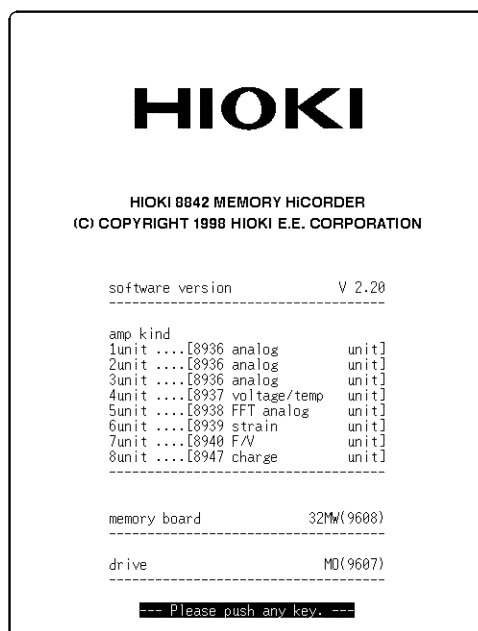 HIOKI
HIOKI 8842 MEMORY HiCORDER
(C) COPYRIGHT 1998 HIOKI E.E. CORPORATION
software version V 2.20
------------------------------------
amp kind
1unit ....[8936 analog unit]
2unit ....[8936 analog unit]
3unit ....[8936 analog unit]
4unit ....[8937 voltage/temp unit]
5unit ....[8938 FFT analog unit]
6unit ....[8939 strain unit]
7unit ....[8940 F/V unit]
8unit ....[8947 charge unit]
------------------------------------
memory board 32MW(9608)
------------------------------------
drive MO(9607)
------------------------------------
--- Please push any key. ---